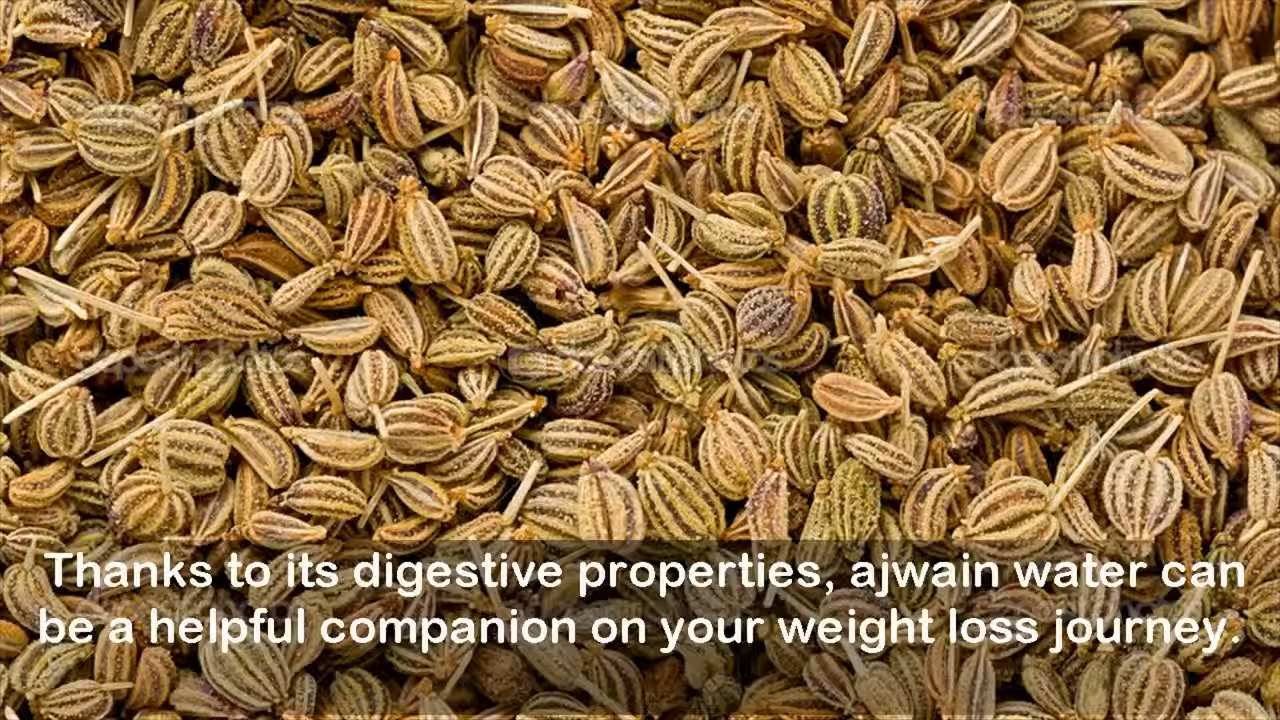 Thanks to its digestive properties, ajwain water can
be a helpful companion on your weight loss journey.